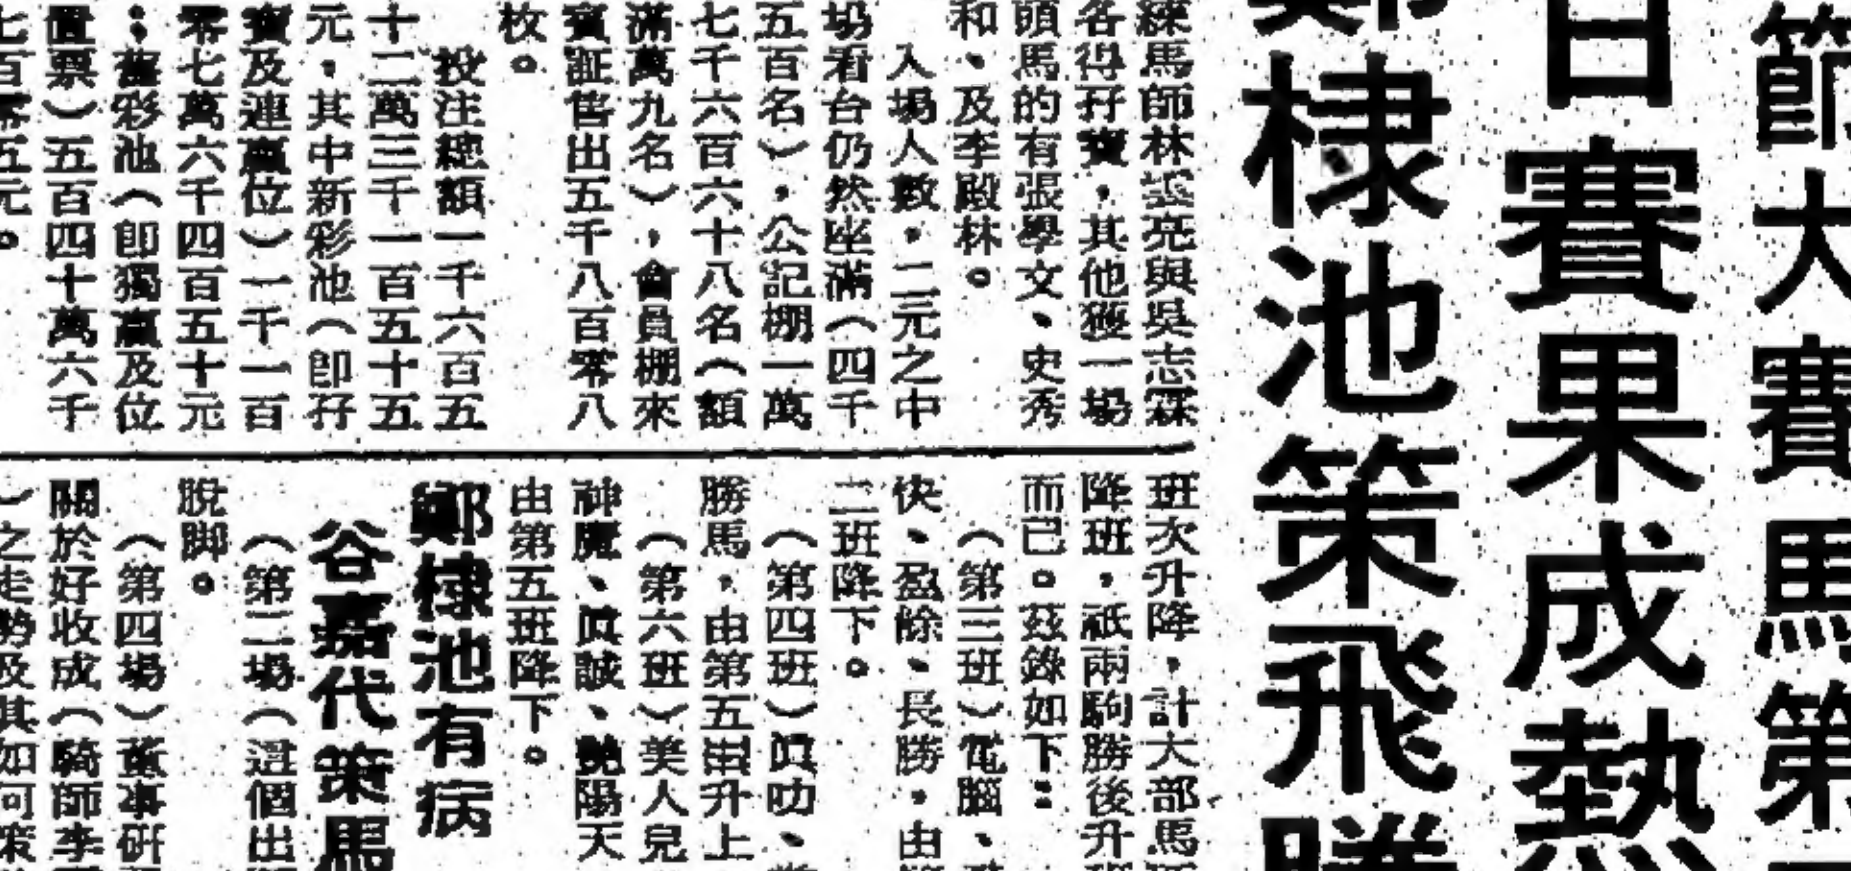 節大賽馬第
日賽果成熱
鄭棣池策飛騰
練馬師林 亮與吳志霖
各得孖寶，其他獲一場
頭馬的有張學文、史秀
和、及李殿林。
入場人數，二元之中
場看台仍然座滿（四千
五百名），公記棚一萬
七千六百六十八名（額
滿萬九名），會員棚來
賓証售出五千八百零八
枚。
投注總額一千六百五
十二萬三千一百五十五
元，其中新彩池（即孖
寶及連贏位）一千一百
零七萬六千四百五十元
：舊彩池（即獨贏及位
置票）五百四十萬六千
七百零五元。
班次升降，計大部馬
降班，祇兩駒勝後升
而已。茲錄如下：
（第三班）電腦、
快、盈餘、長勝，由
二班降下。
（第四班）真叻、
勝馬，由第五班升上
（第六班）美人兒
神鷹、真誠、艷陽天
由第五班降下。
鄭棣池有病
谷嘉代策馬
（第二場（這個出
脫脚。
（第四場）董事研
關於好收成（騎師李
）之走勢及其如何策